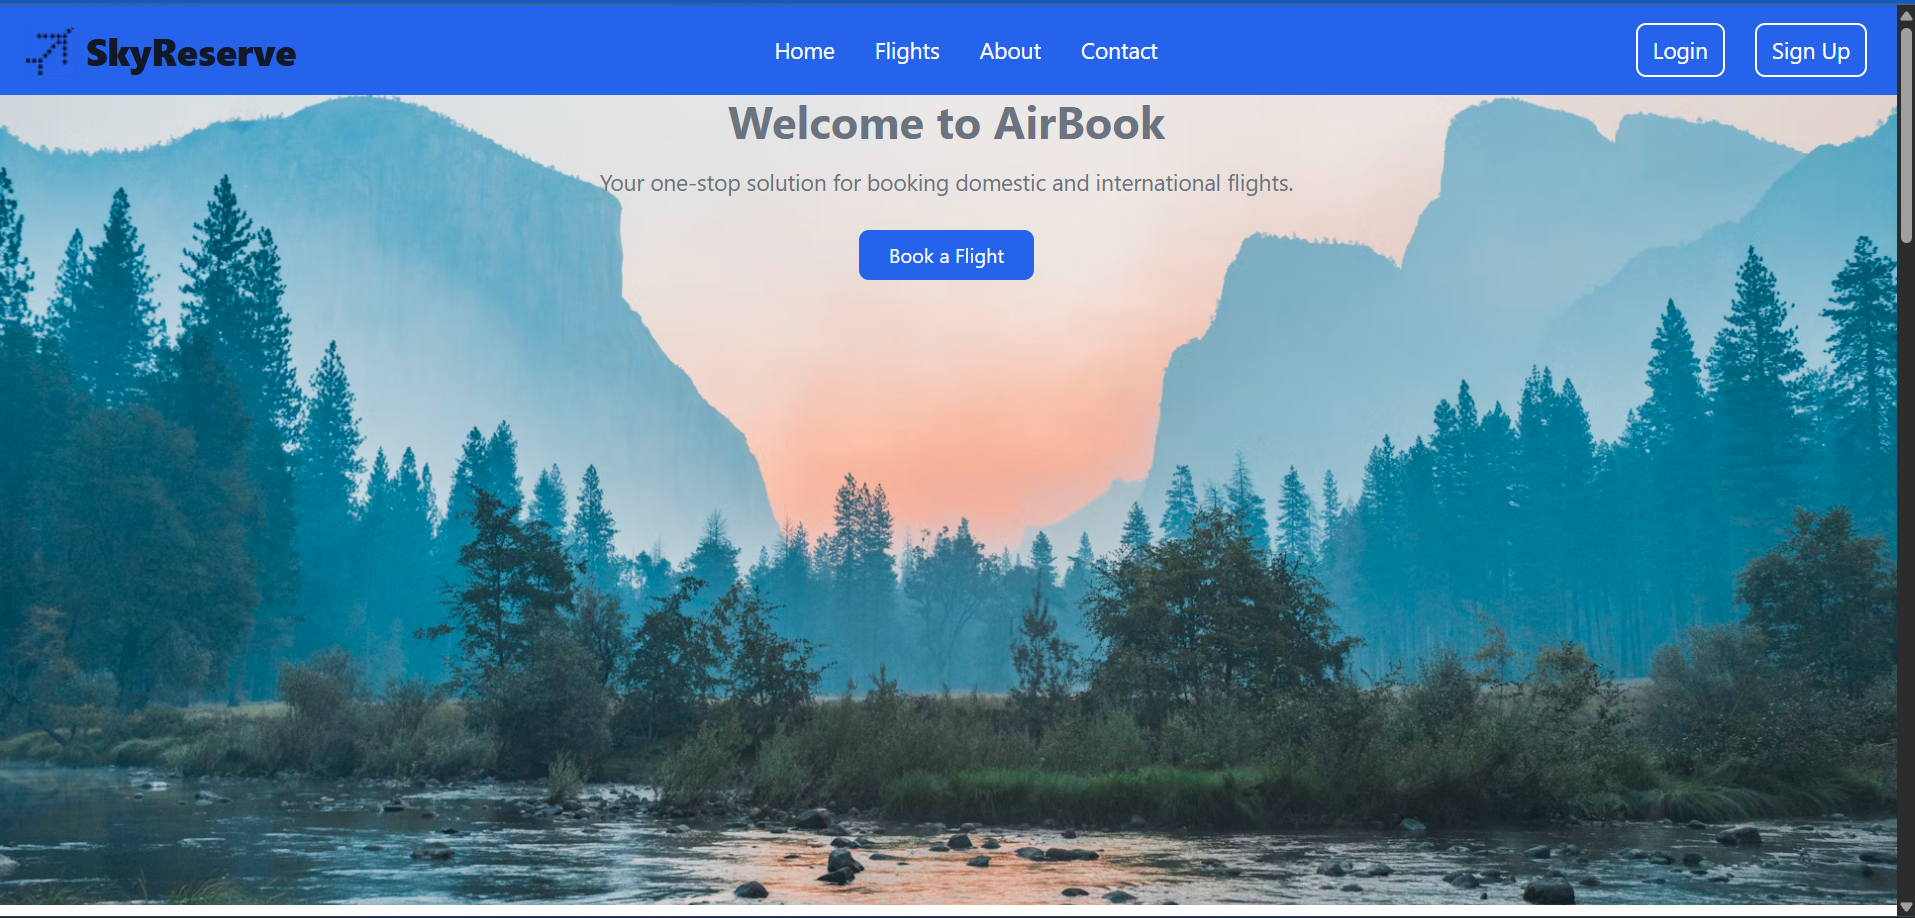 SkyReserve
Home Flights About Contact
Login Sign Up
Welcome to AirBook
Your one-stop solution for booking domestic and international flights.
Book a Flight